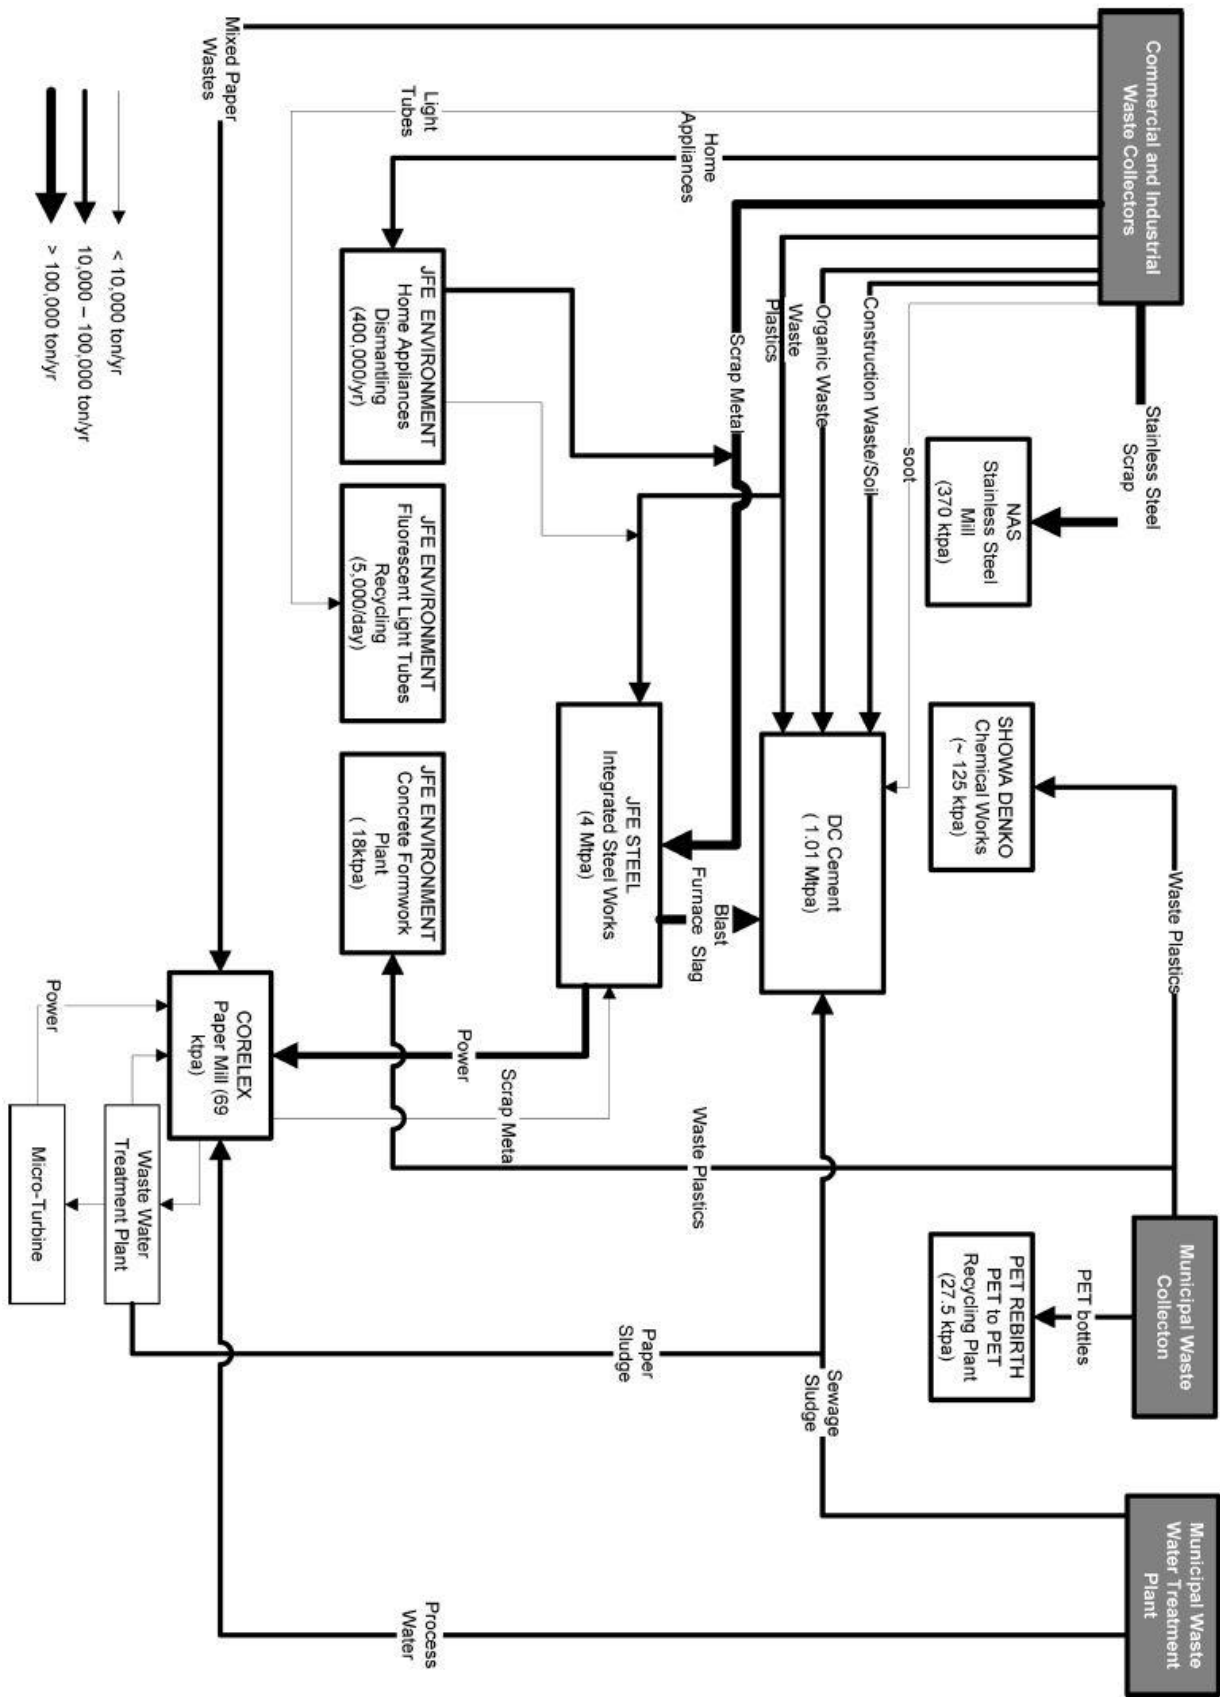 Commercial and Industrial
Waste Collectors
Municipal Waste
Collecton
Municipal Waste
Water Treatment
Plant
Stainless Steel
Scrap
Waste Plastics
PET bottles
NAS
Stainless Steel
Mill
(370 ktpa)
SHOWA DENKO
Chemical Works
(~ 125 ktpa)
PET REBIRTH
PET to PET
Recycling Plant
(27.5 ktpa)
soot
Construction Waste/Soil
Organic Waste
Waste
Plastics
Scrap Metal
DC Cement
( 1.01 Mtpa)
Sewage
Sludge
Blast
Furnace Slag
Home
Appliances
JFE STEEL
Integrated Steel Works
(4 Mtpa)
Waste Plastics
Paper
Sludge
Scrap Meta
Power
Light
Tubes
JFE ENVIRONMENT
Home Appliances
Dismantling
(400,000/yr)
JFE ENVIRONMENT
Fluorescent Light Tubes
Recycling
(5,000/day)
JFE ENVIRONMENT
Concrete Formwork
Plant
( 18ktpa)
Process
Water
Mixed Paper
Wastes
CORELEX
Paper Mill (69
ktpa)
Waste Water
Treatment Plant
Power
Micro-Turbine
< 10,000 ton/yr
10,000 – 100,000 ton/yr
> 100,000 ton/yr